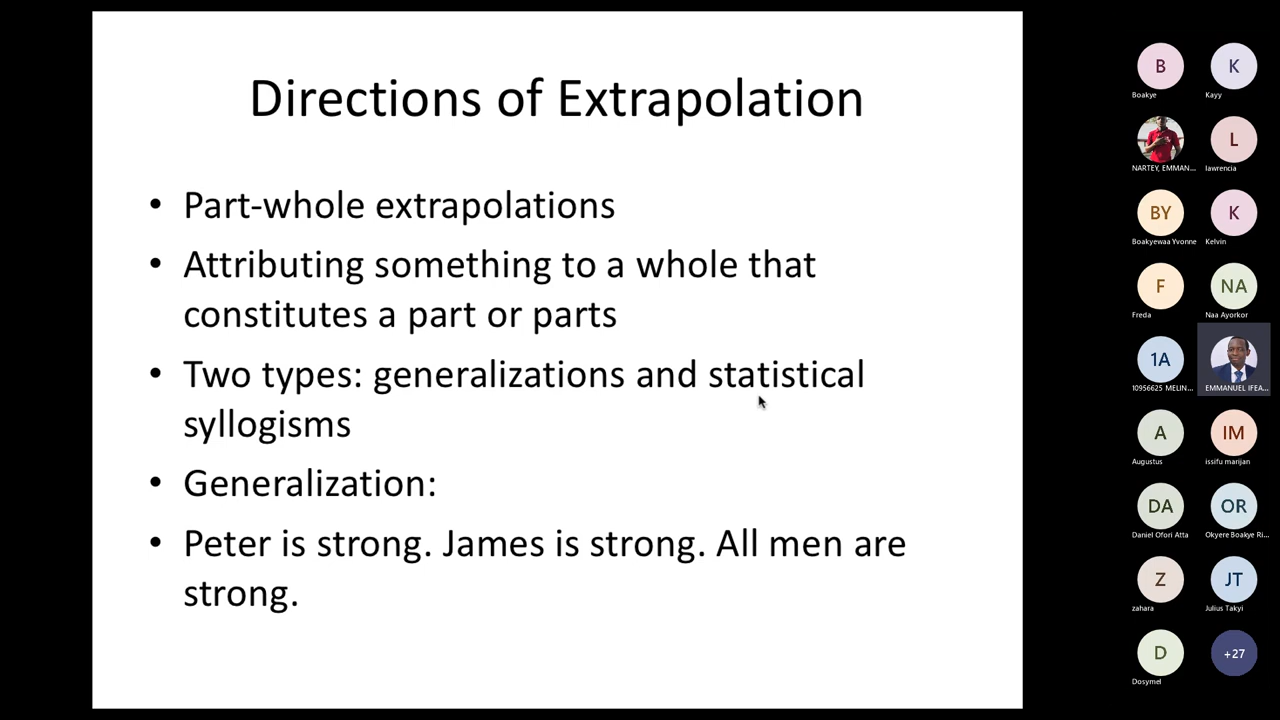 Directions of Extrapolation
• Part-whole extrapolations
• Attributing something to a whole that
constitutes a part or parts
• Two types: generalizations and statistical
syllogisms
• Generalization:
• Peter is strong. James is strong. All men are
strong.
B
Boakye
K
Kayy
NARTEY, EMMAN...
L
lawrencia
BY
Boakyewaa Yvonne
K
Kelvin
F
Freda
NA
Naa Ayorkor
1A
10956625 MELIN...
EMMANUEL IFEA...
A
Augustus
IM
issifu marijan
DA
Daniel Ofori Atta
OR
Okyere Boakye Ri...
Z
zahara
JT
Julius Takyi
D
Dosymel
+27